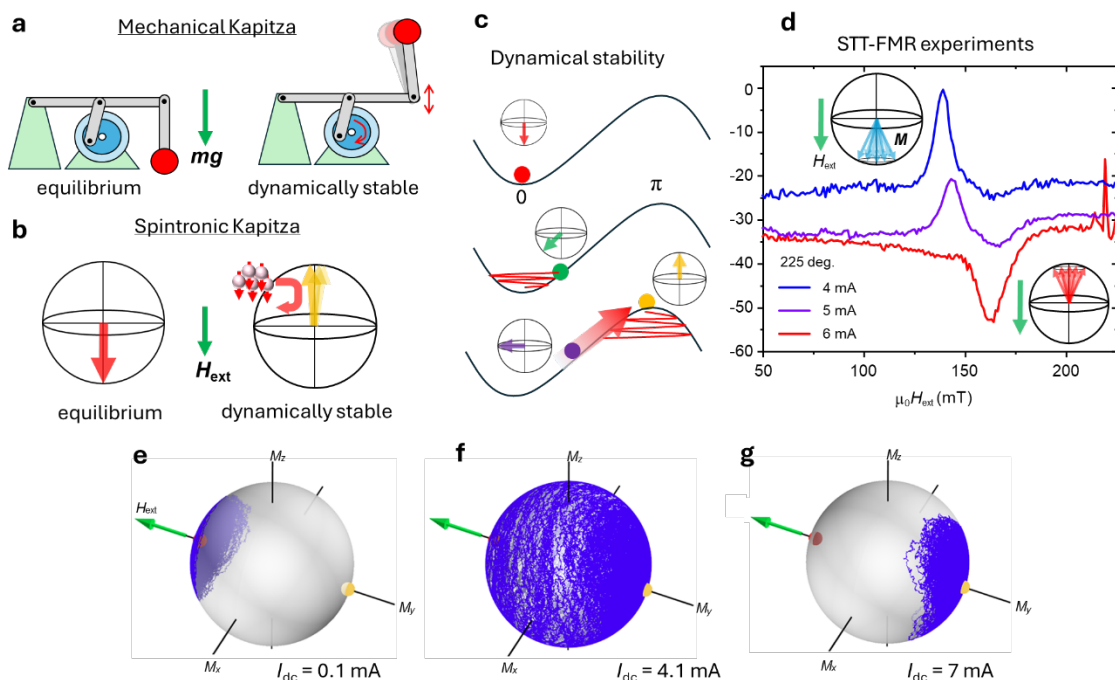 a
Mechanical Kapitza
mg
equilibrium
dynamically stable
b
Spintronic Kapitza
H_ext
equilibrium
dynamically stable
c
Dynamical stability
0
π
d
STT-FMR experiments
0
-10
-20
-30
-40
-50
-60
H_ext
M
225 deg.
4 mA
5 mA
6 mA
50
100
150
200
μ₀H_ext (mT)
e
M_z
H_ext
M_y
M_x
I_dc = 0.1 mA
f
M_z
M_y
M_x
I_dc = 4.1 mA
g
M_z
M_y
M_x
I_dc = 7 mA